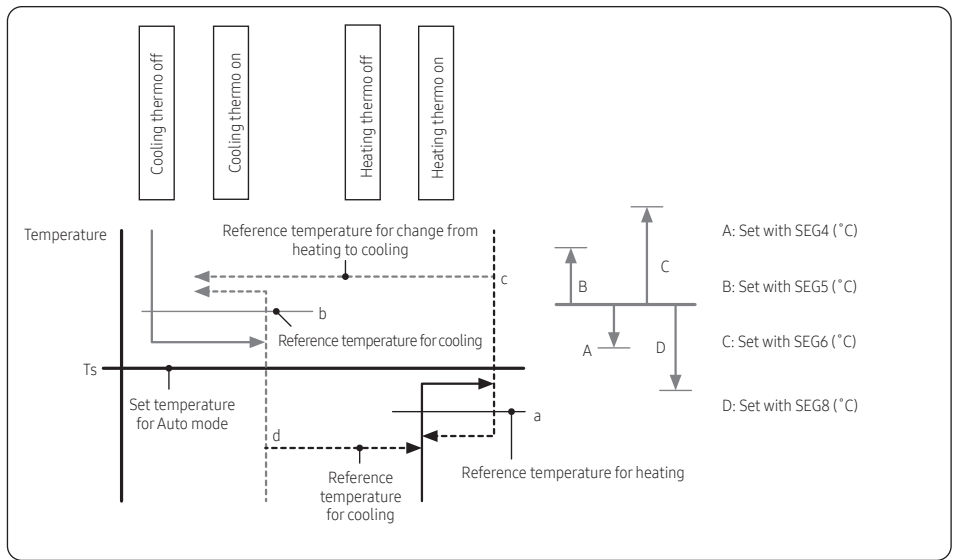 Cooling thermo off
Cooling thermo on
Heating thermo off
Heating thermo on
Temperature
Reference temperature for change from
heating to cooling
c
b
Reference temperature for cooling
Ts
Set temperature
for Auto mode
a
d
Reference
temperature
for cooling
Reference temperature for heating
B
C
A
D
A: Set with SEG4 (˚C)
B: Set with SEG5 (˚C)
C: Set with SEG6 (˚C)
D: Set with SEG8 (˚C)